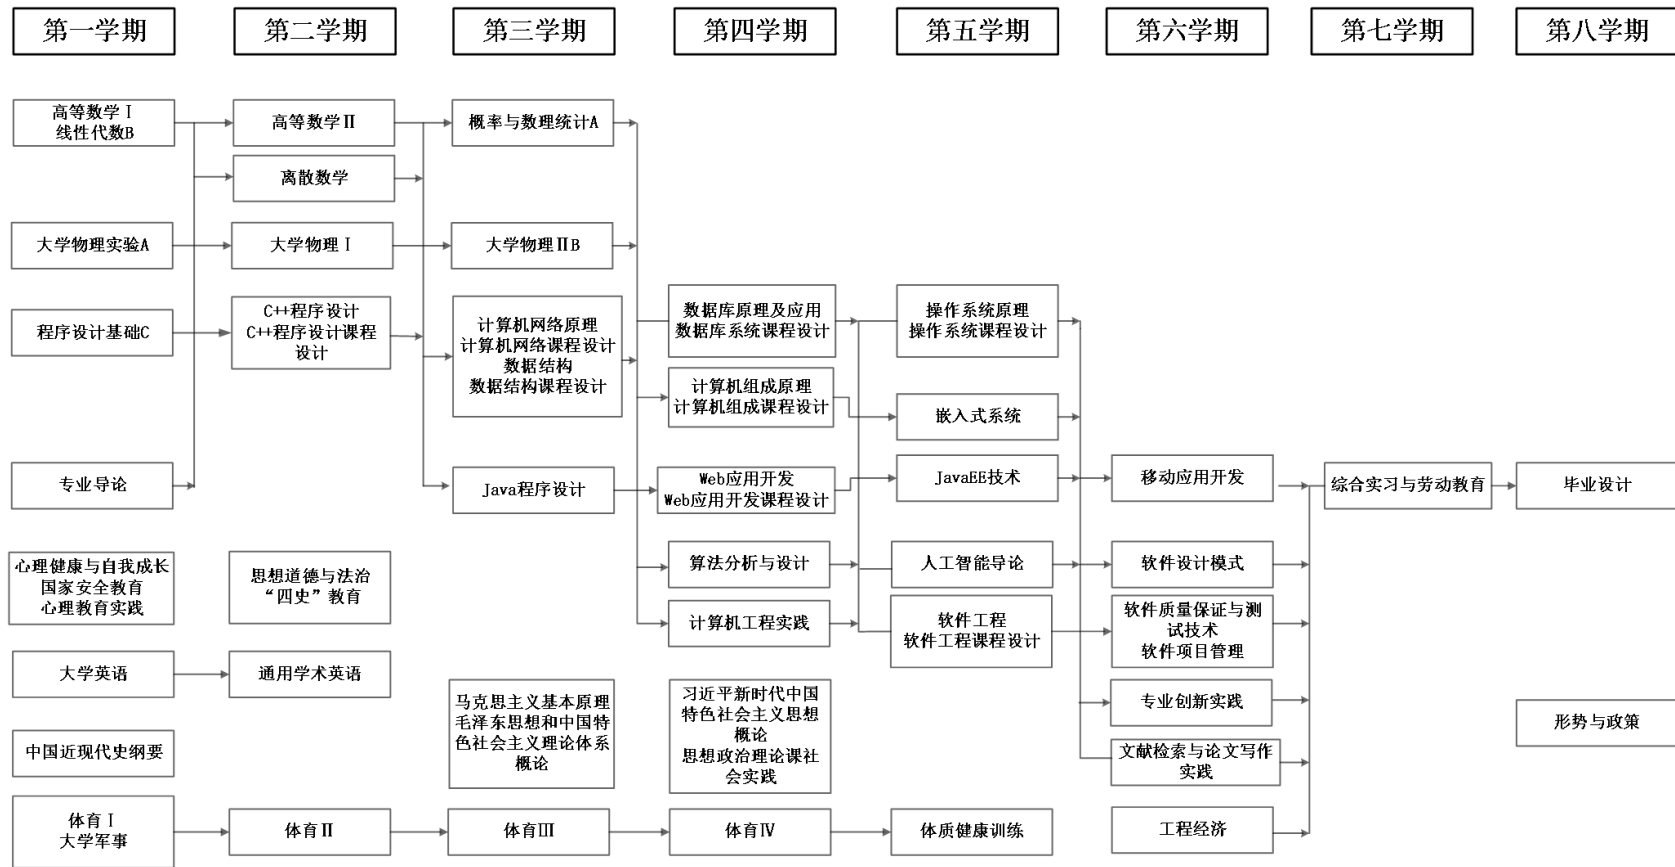 第一学期
第二学期
第三学期
第四学期
第五学期
第六学期
第七学期
第八学期
高等数学Ⅰ
线性代数B
高等数学Ⅱ
概率与数理统计A
离散数学
大学物理实验A
大学物理Ⅰ
大学物理ⅡB
程序设计基础C
C++程序设计
C++程序设计课程
设计
计算机网络原理
计算机网络课程设计
数据结构
数据结构课程设计
数据库原理及应用
数据库系统课程设计
操作系统原理
操作系统课程设计
计算机组成原理
计算机组成课程设计
嵌入式系统
专业导论
Java程序设计
Web应用开发
Web应用开发课程设计
JavaEE技术
移动应用开发
综合实习与劳动教育
毕业设计
心理健康与自我成长
国家安全教育
心理教育实践
思想道德与法治
“四史”教育
算法分析与设计
人工智能导论
软件设计模式
计算机工程实践
软件工程
软件工程课程设计
软件质量保证与测
试技术
软件项目管理
大学英语
通用学术英语
马克思主义基本原理
毛泽东思想和中国特
色社会主义理论体系
概论
习近平新时代中国
特色社会主义思想
概论
思想政治理论课社
会实践
专业创新实践
形势与政策
中国近现代史纲要
文献检索与论文写作
实践
体育Ⅰ
大学军事
体育Ⅱ
体育Ⅲ
体育Ⅳ
体质健康训练
工程经济